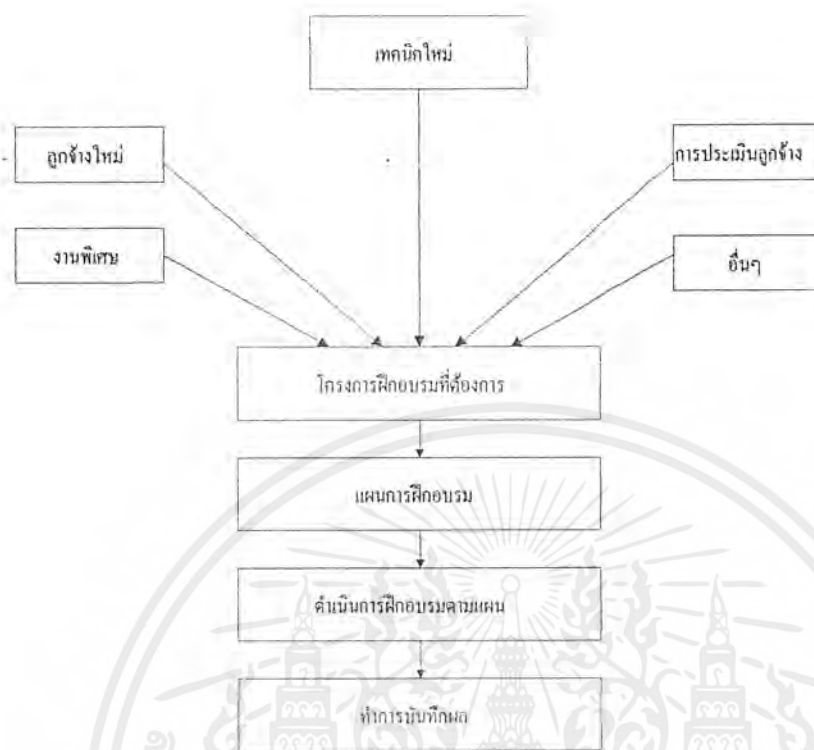 เทคนิกใหม่
ลูกจ้างใหม่
การประเมินลูกจ้าง
งานพิเศษ
อื่นๆ
โครงการฝึกอบรมที่ต้องการ
แผนการฝึกอบรม
ดำเนินการฝึกอบรมตามแผน
ทำการบันทึกผล